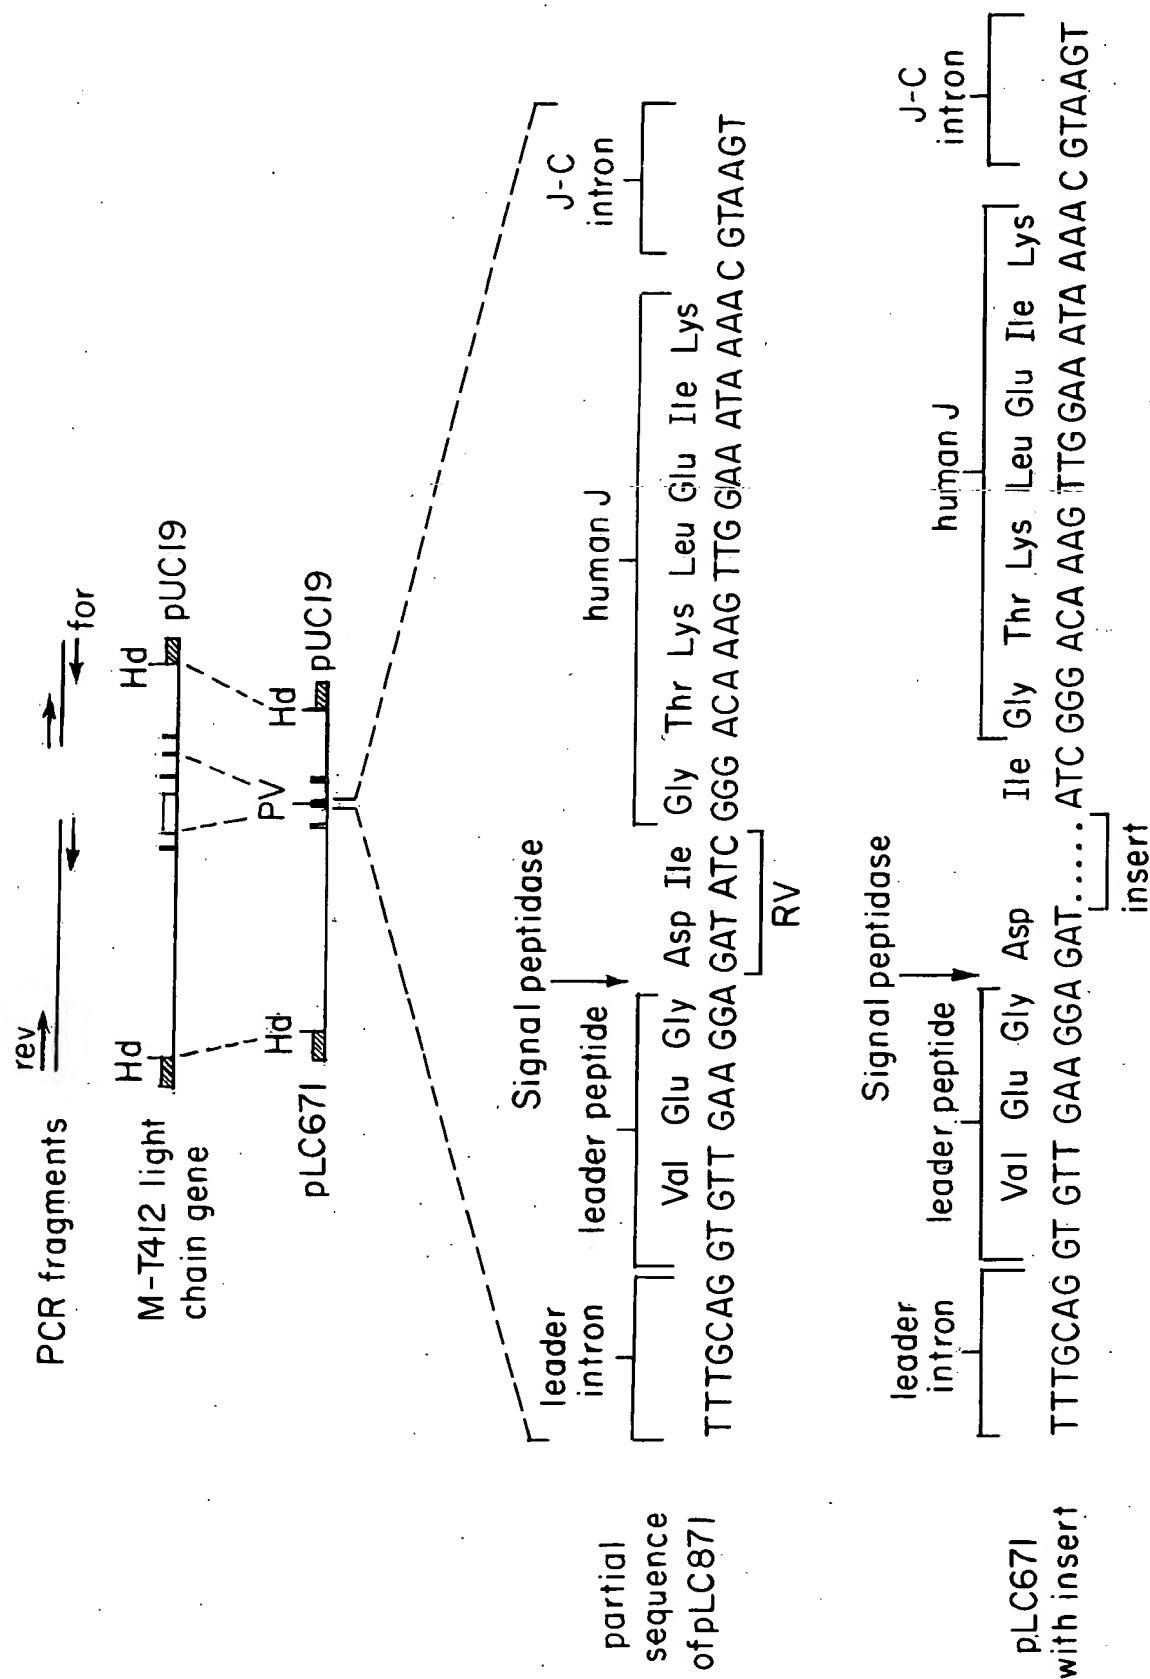 PCR fragments
rev
for
M-T412 light
chain gene
Hd
Hd
pUC19
pLC671
Hd
PV
Hd
pUC19
partial
sequence
of pLC871
leader
intron
leader peptide
Signal peptidase
human J
J-C
intron
Val Glu Gly Asp Ile Gly Thr Lys Leu Glu Ile Lys
TTTGCAG GT GTT GAA GGA GAT ATC GGG ACA AAG TTG GAA ATA AAA C GTAAGT
RV
pLC671
with insert
leader
intron
leader peptide
Signal peptidase
human J
J-C
intron
Val Glu Gly Asp Ile Gly Thr Lys Leu Glu Ile Lys
TTTGCAG GT GTT GAA GGA GAT..... ATC GGG ACA AAG TTG GAA ATA AAA C GTAAGT
insert